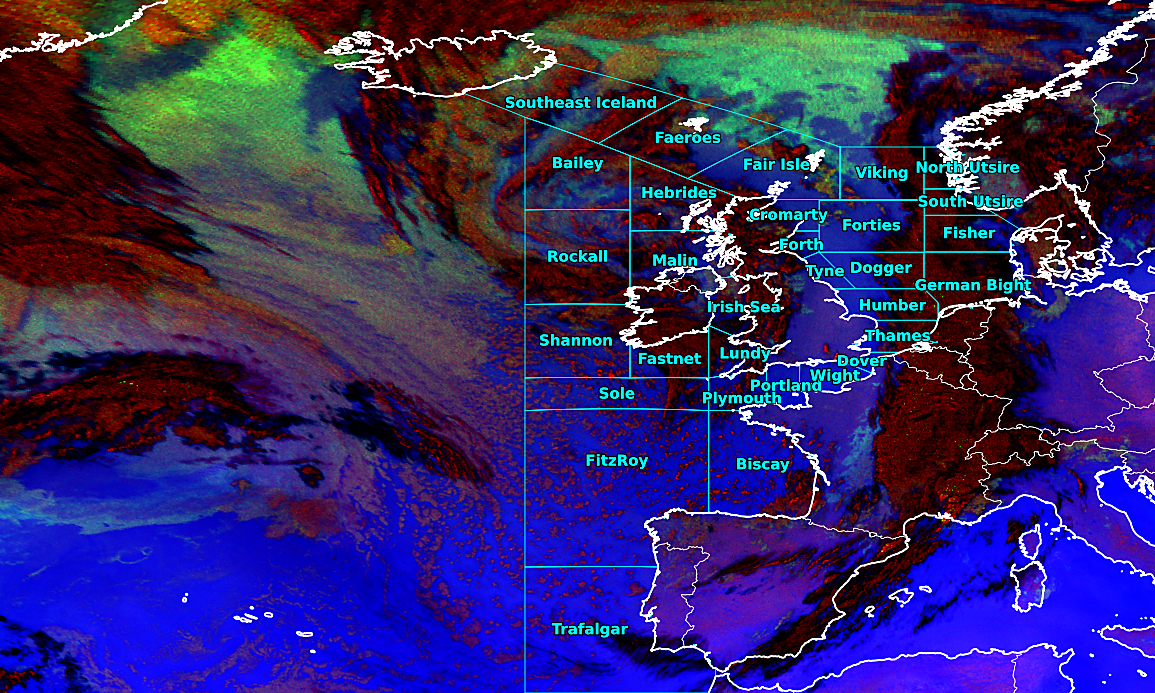 Southeast Iceland
Faeroes
Bailey
Fair Isle
North Utsire
Viking
Hebrides
South Utsire
Cromarty
Forties
Fisher
Forth
Rockall
Malin
Tyne
Dogger
German Bight
Irish Sea
Humber
Thames
Shannon
Fastnet
Lundy
Dover
Wight
Portland
Sole
Plymouth
FitzRoy
Biscay
Trafalgar